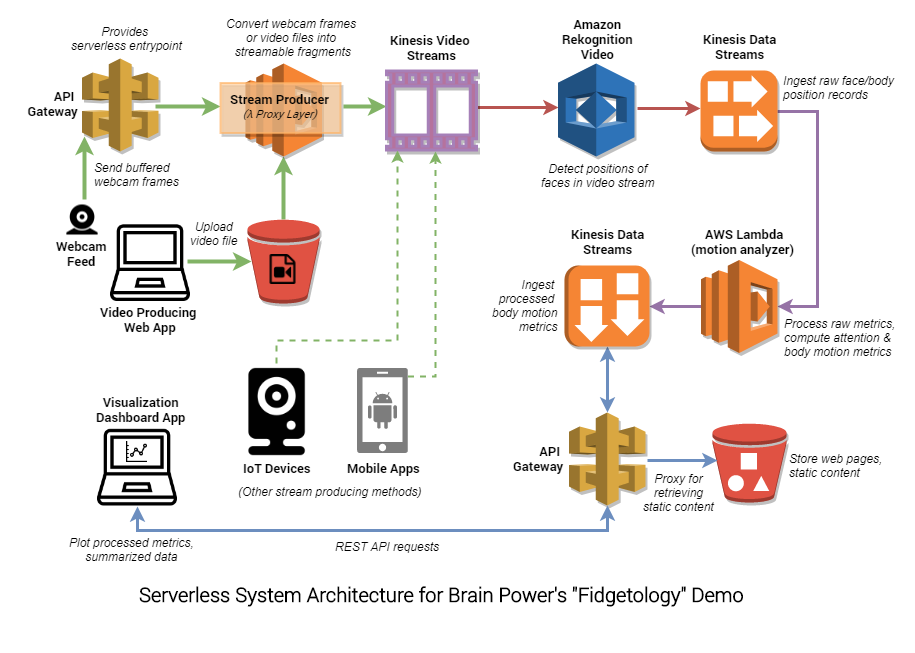 Provides
serverless entrypoint
Convert webcam frames
or video files into
streamable fragments
Kinesis Video
Streams
Amazon
Rekognition
Video
Kinesis Data
Streams
API
Gateway
Stream Producer
(λ Proxy Layer)
Ingest raw face/body
position records
Send buffered
webcam frames
Detect positions of
faces in video stream
Webcam
Feed
Upload
video file
Video Producing
Web App
Kinesis Data
Streams
AWS Lambda
(motion analyzer)
Ingest
processed
body motion
metrics
Process raw metrics,
compute attention &
body motion metrics
Visualization
Dashboard App
IoT Devices
Mobile Apps
(Other stream producing methods)
API
Gateway
Proxy for
retrieving
static content
Store web pages,
static content
Plot processed metrics,
summarized data
REST API requests
Serverless System Architecture for Brain Power's "Fidgetology" Demo